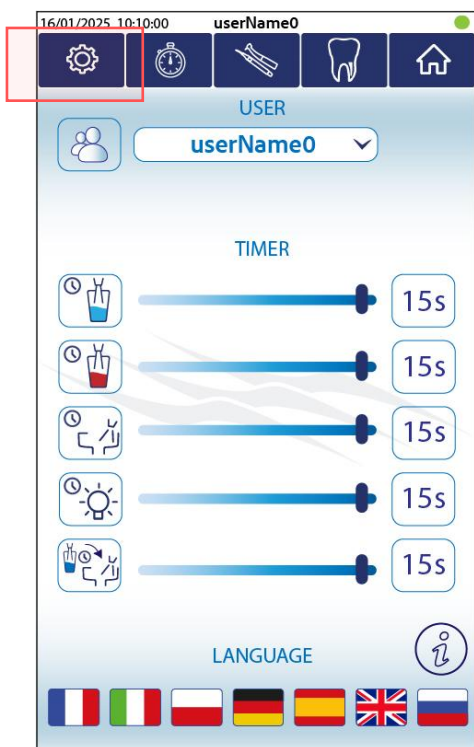 16/01/2025 10:10:00 userName0
USER
userName0
TIMER
15s
15s
15s
15s
15s
LANGUAGE
i